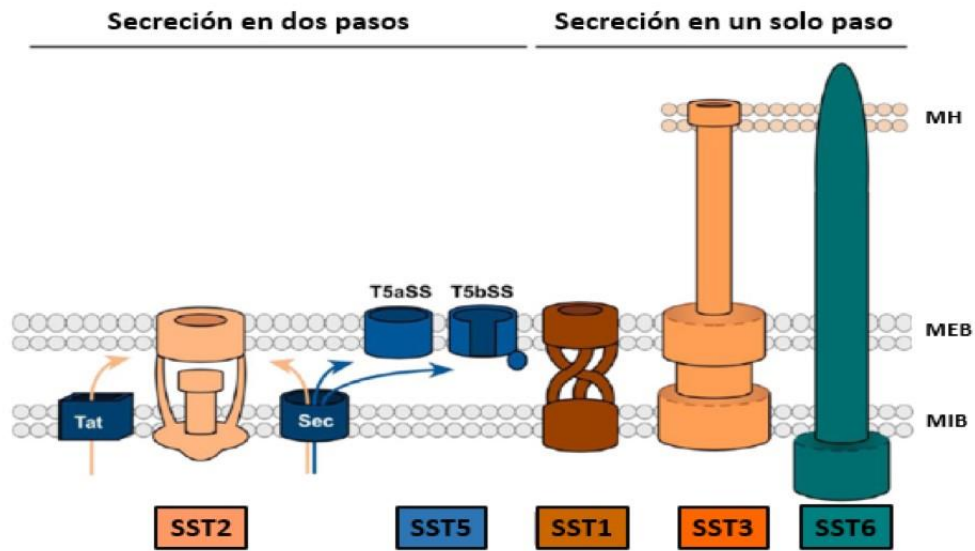 Secreción en dos pasos
Secreción en un solo paso
MH
T5aSS
T5bSS
MEB
Tat
Sec
MIB
SST2
SST5
SST1
SST3
SST6